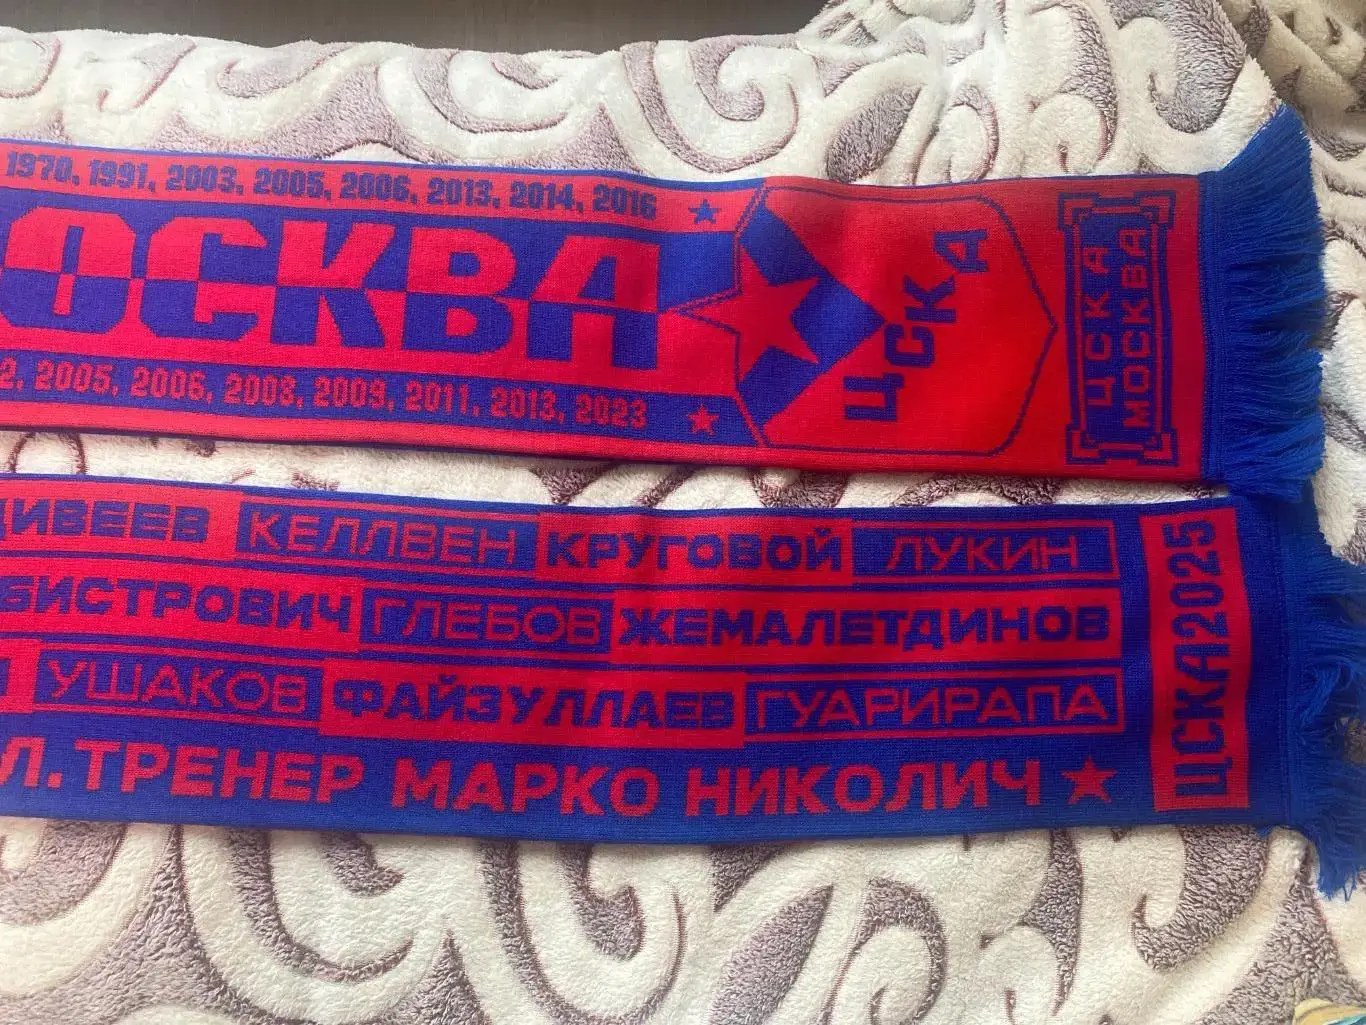 1970, 1991, 2003, 2005, 2006, 2013, 2014, 2016
ОСКВА
2, 2005, 2006, 2008, 2009, 2011, 2013, 2023
ЦСКА
ЦСКА
МОСКВА
ДИВЕЕВ КЕЛЛВЕН КРУГОВОЙ ЛУКИН
БИСТРОВИЧ ГЛЕБОВ ЖЕМАЛЕТДИНОВ
УШАКОВ ФАЙЗУЛЛАЕВ ГУАРИРАПА
Л. ТРЕНЕР МАРКО НИКОЛИЧ
ЦСКА2025